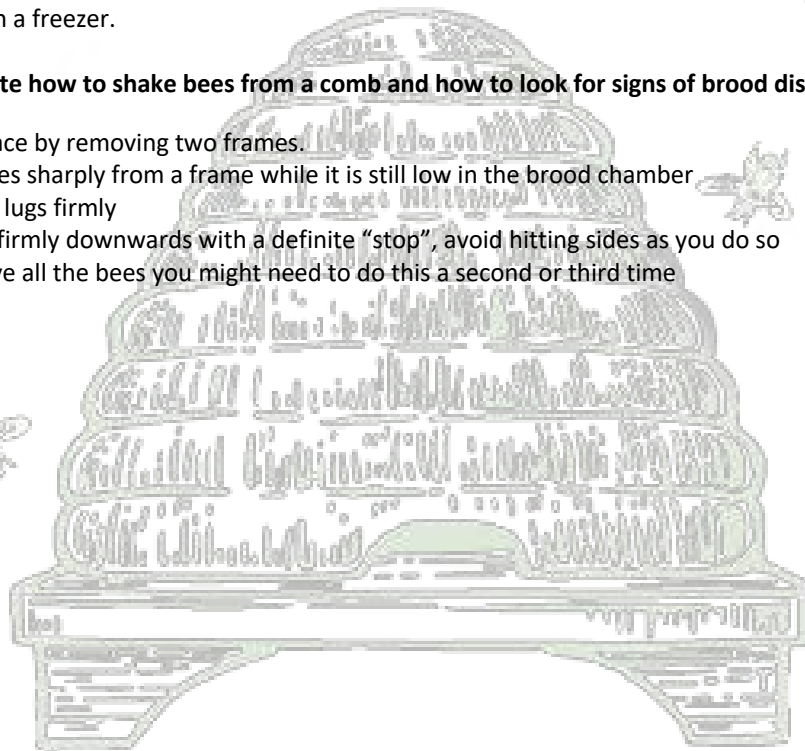 n a freezer.
te how to shake bees from a comb and how to look for signs of brood dis
nce by removing two frames.
es sharply from a frame while it is still low in the brood chamber
lugs firmly
firmly downwards with a definite “stop”, avoid hitting sides as you do so
ve all the bees you might need to do this a second or third time